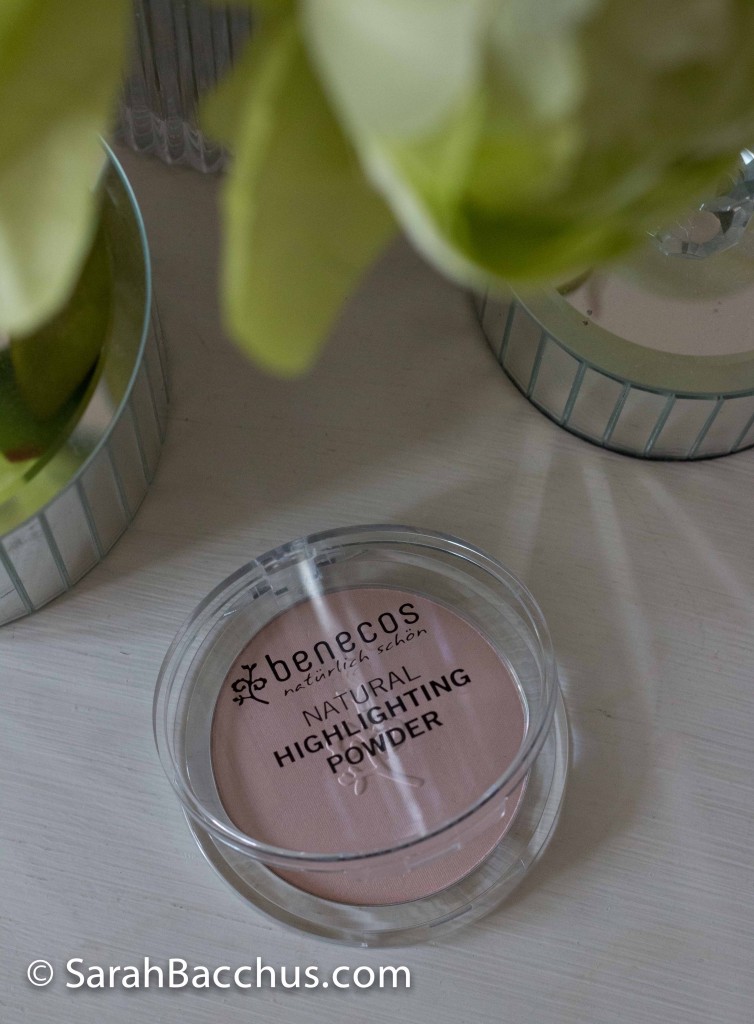 benecos
natürlich schön
NATURAL
HIGHLIGHTING
POWDER
© SarahBacchus.com